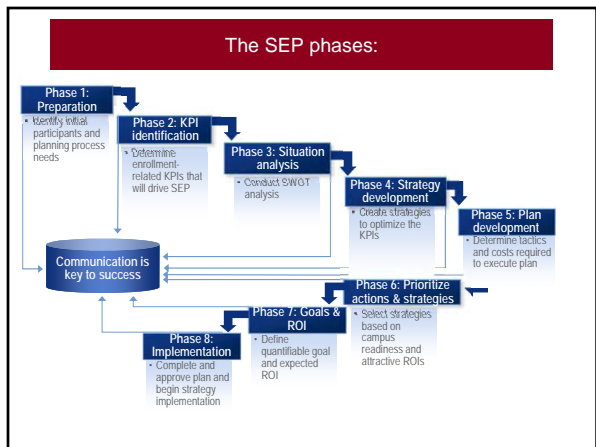 The SEP phases:
Phase 1:
Preparation
• Identify initial
participants and
planning process
needs
Phase 2: KPI
identification
• Determine
enrollment-
related KPIs that
will drive SEP
Phase 3: Situation
analysis
• Conduct SWOT
analysis
Phase 4: Strategy
development
• Create strategies
to optimize the
KPIs
Phase 5: Plan
development
• Determine tactics
and costs required
to execute plan
Communication is
key to success
Phase 6: Prioritize
actions & strategies
• Select strategies
based on
campus
readiness and
attractive ROIs
Phase 7: Goals &
ROI
• Define
quantifiable goal
and expected
ROI
Phase 8:
Implementation
• Complete and
approve plan and
begin strategy
implementation